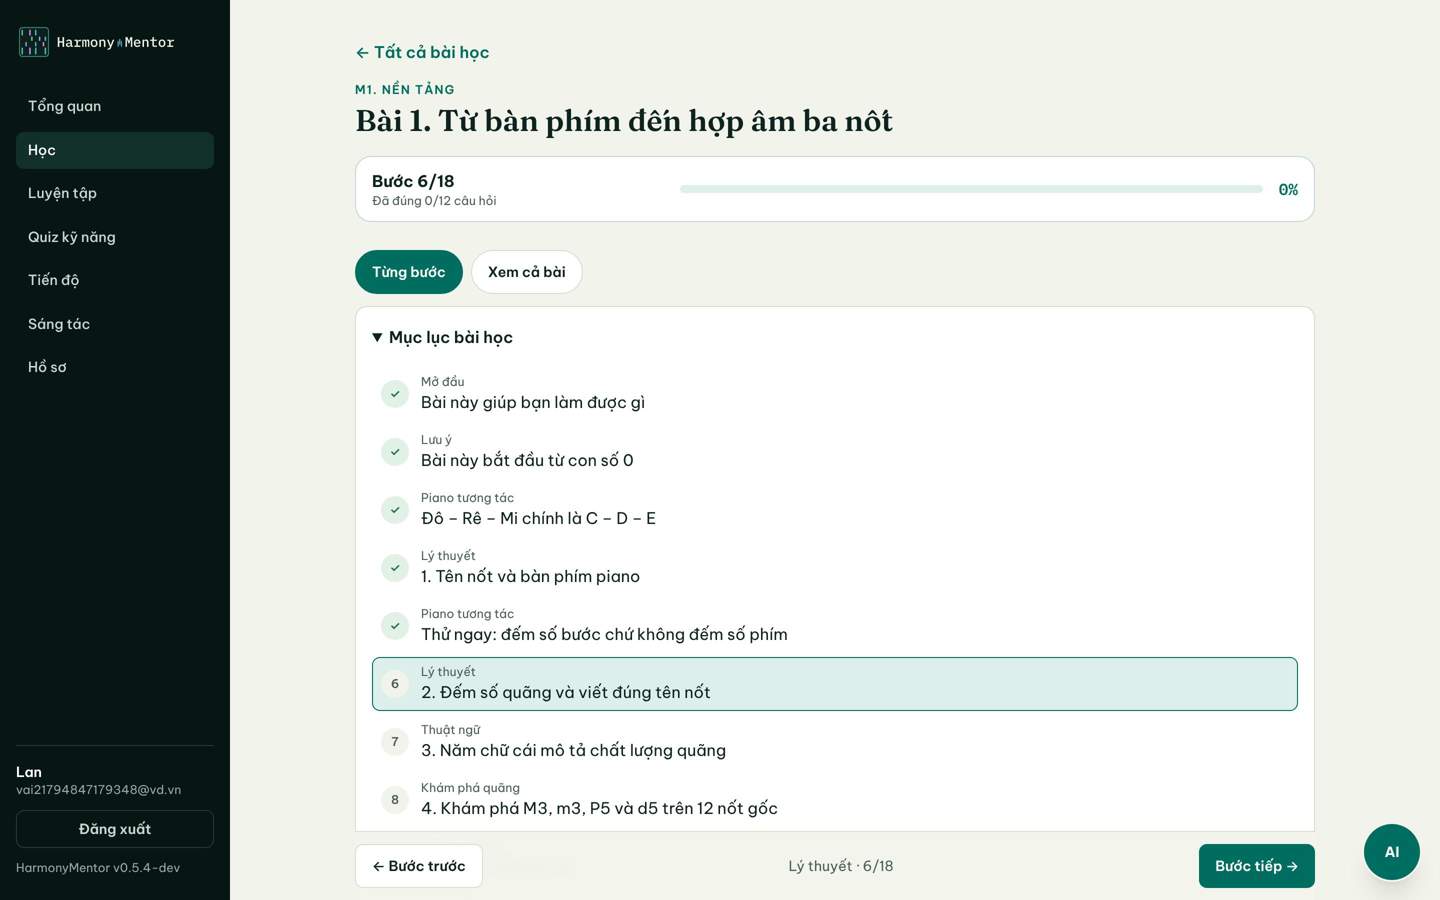 Harmony Mentor
Tổng quan
Học
Luyện tập
Quiz kỹ năng
Tiến độ
Sáng tác
Hồ sơ
Lan
vai21794847179348@vd.vn
Đăng xuất
HarmonyMentor v0.5.4-dev
← Tất cả bài học
M1. NỀN TẢNG
Bài 1. Từ bàn phím đến hợp âm ba nốt
Bước 6/18
Đã đúng 0/12 câu hỏi
0%
Từng bước
Xem cả bài
▼ Mục lục bài học
✓ Mở đầu
Bài này giúp bạn làm được gì
✓ Lưu ý
Bài này bắt đầu từ con số 0
✓ Piano tương tác
Đô – Rê – Mi chính là C – D – E
✓ Lý thuyết
1. Tên nốt và bàn phím piano
✓ Piano tương tác
Thử ngay: đếm số bước chứ không đếm số phím
6 Lý thuyết
2. Đếm số quãng và viết đúng tên nốt
7 Thuật ngữ
3. Năm chữ cái mô tả chất lượng quãng
8 Khám phá quãng
4. Khám phá M3, m3, P5 và d5 trên 12 nốt gốc
← Bước trước
Lý thuyết · 6/18
Bước tiếp →
AI